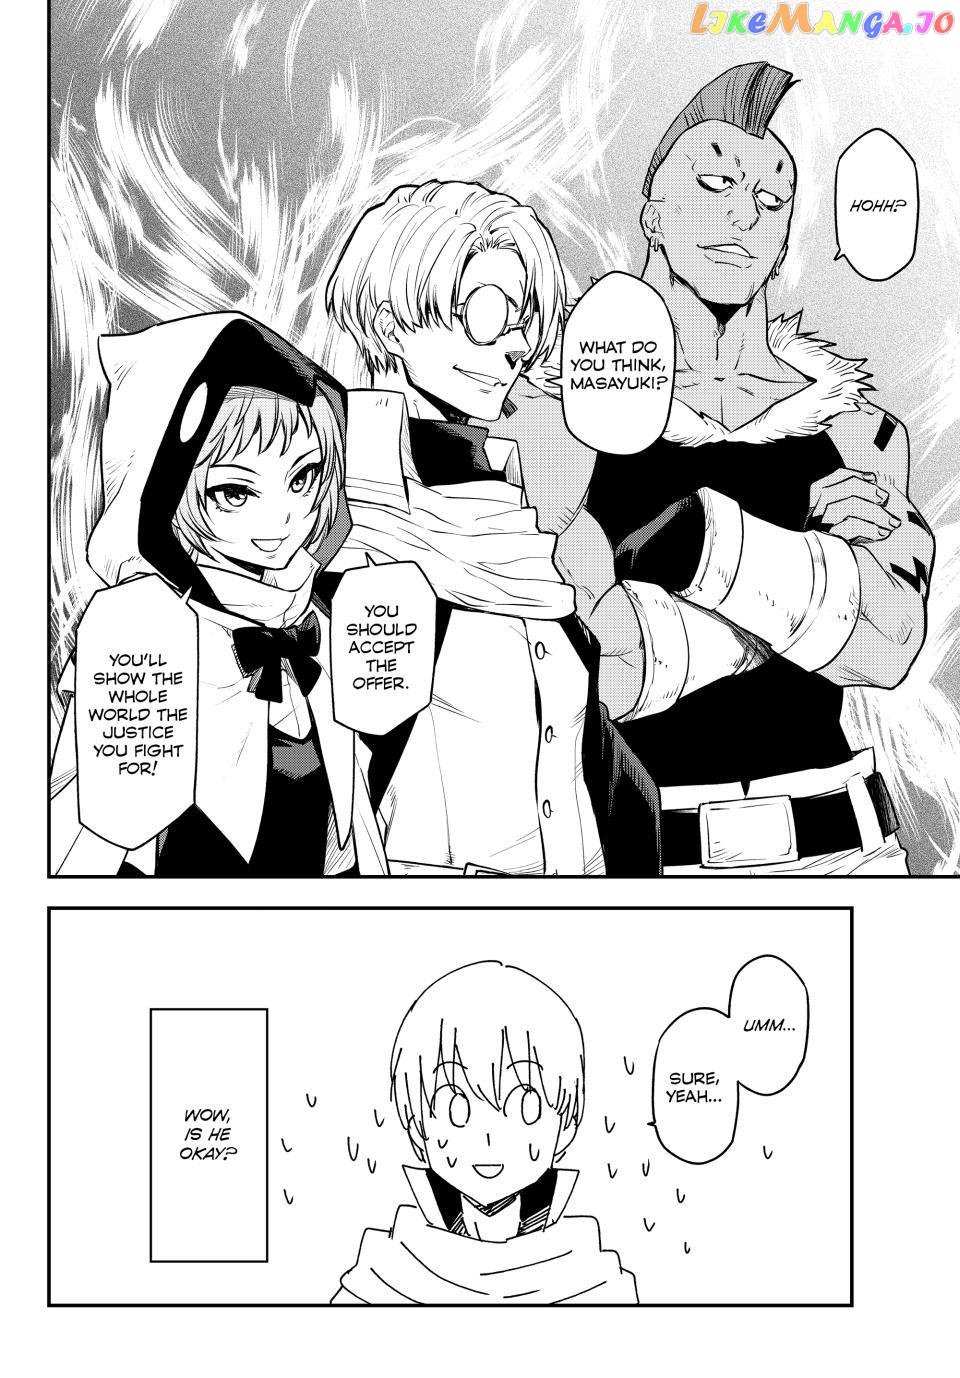 LIKEMANGA.IO
HOHH?
WHAT DO
YOU THINK,
MASAYUKI?
YOU
SHOULD
ACCEPT
THE
OFFER.
YOU'LL
SHOW THE
WHOLE
WORLD THE
JUSTICE
YOU FIGHT
FOR!
UMM...
SURE,
YEAH...
WOW,
IS HE
OKAY?